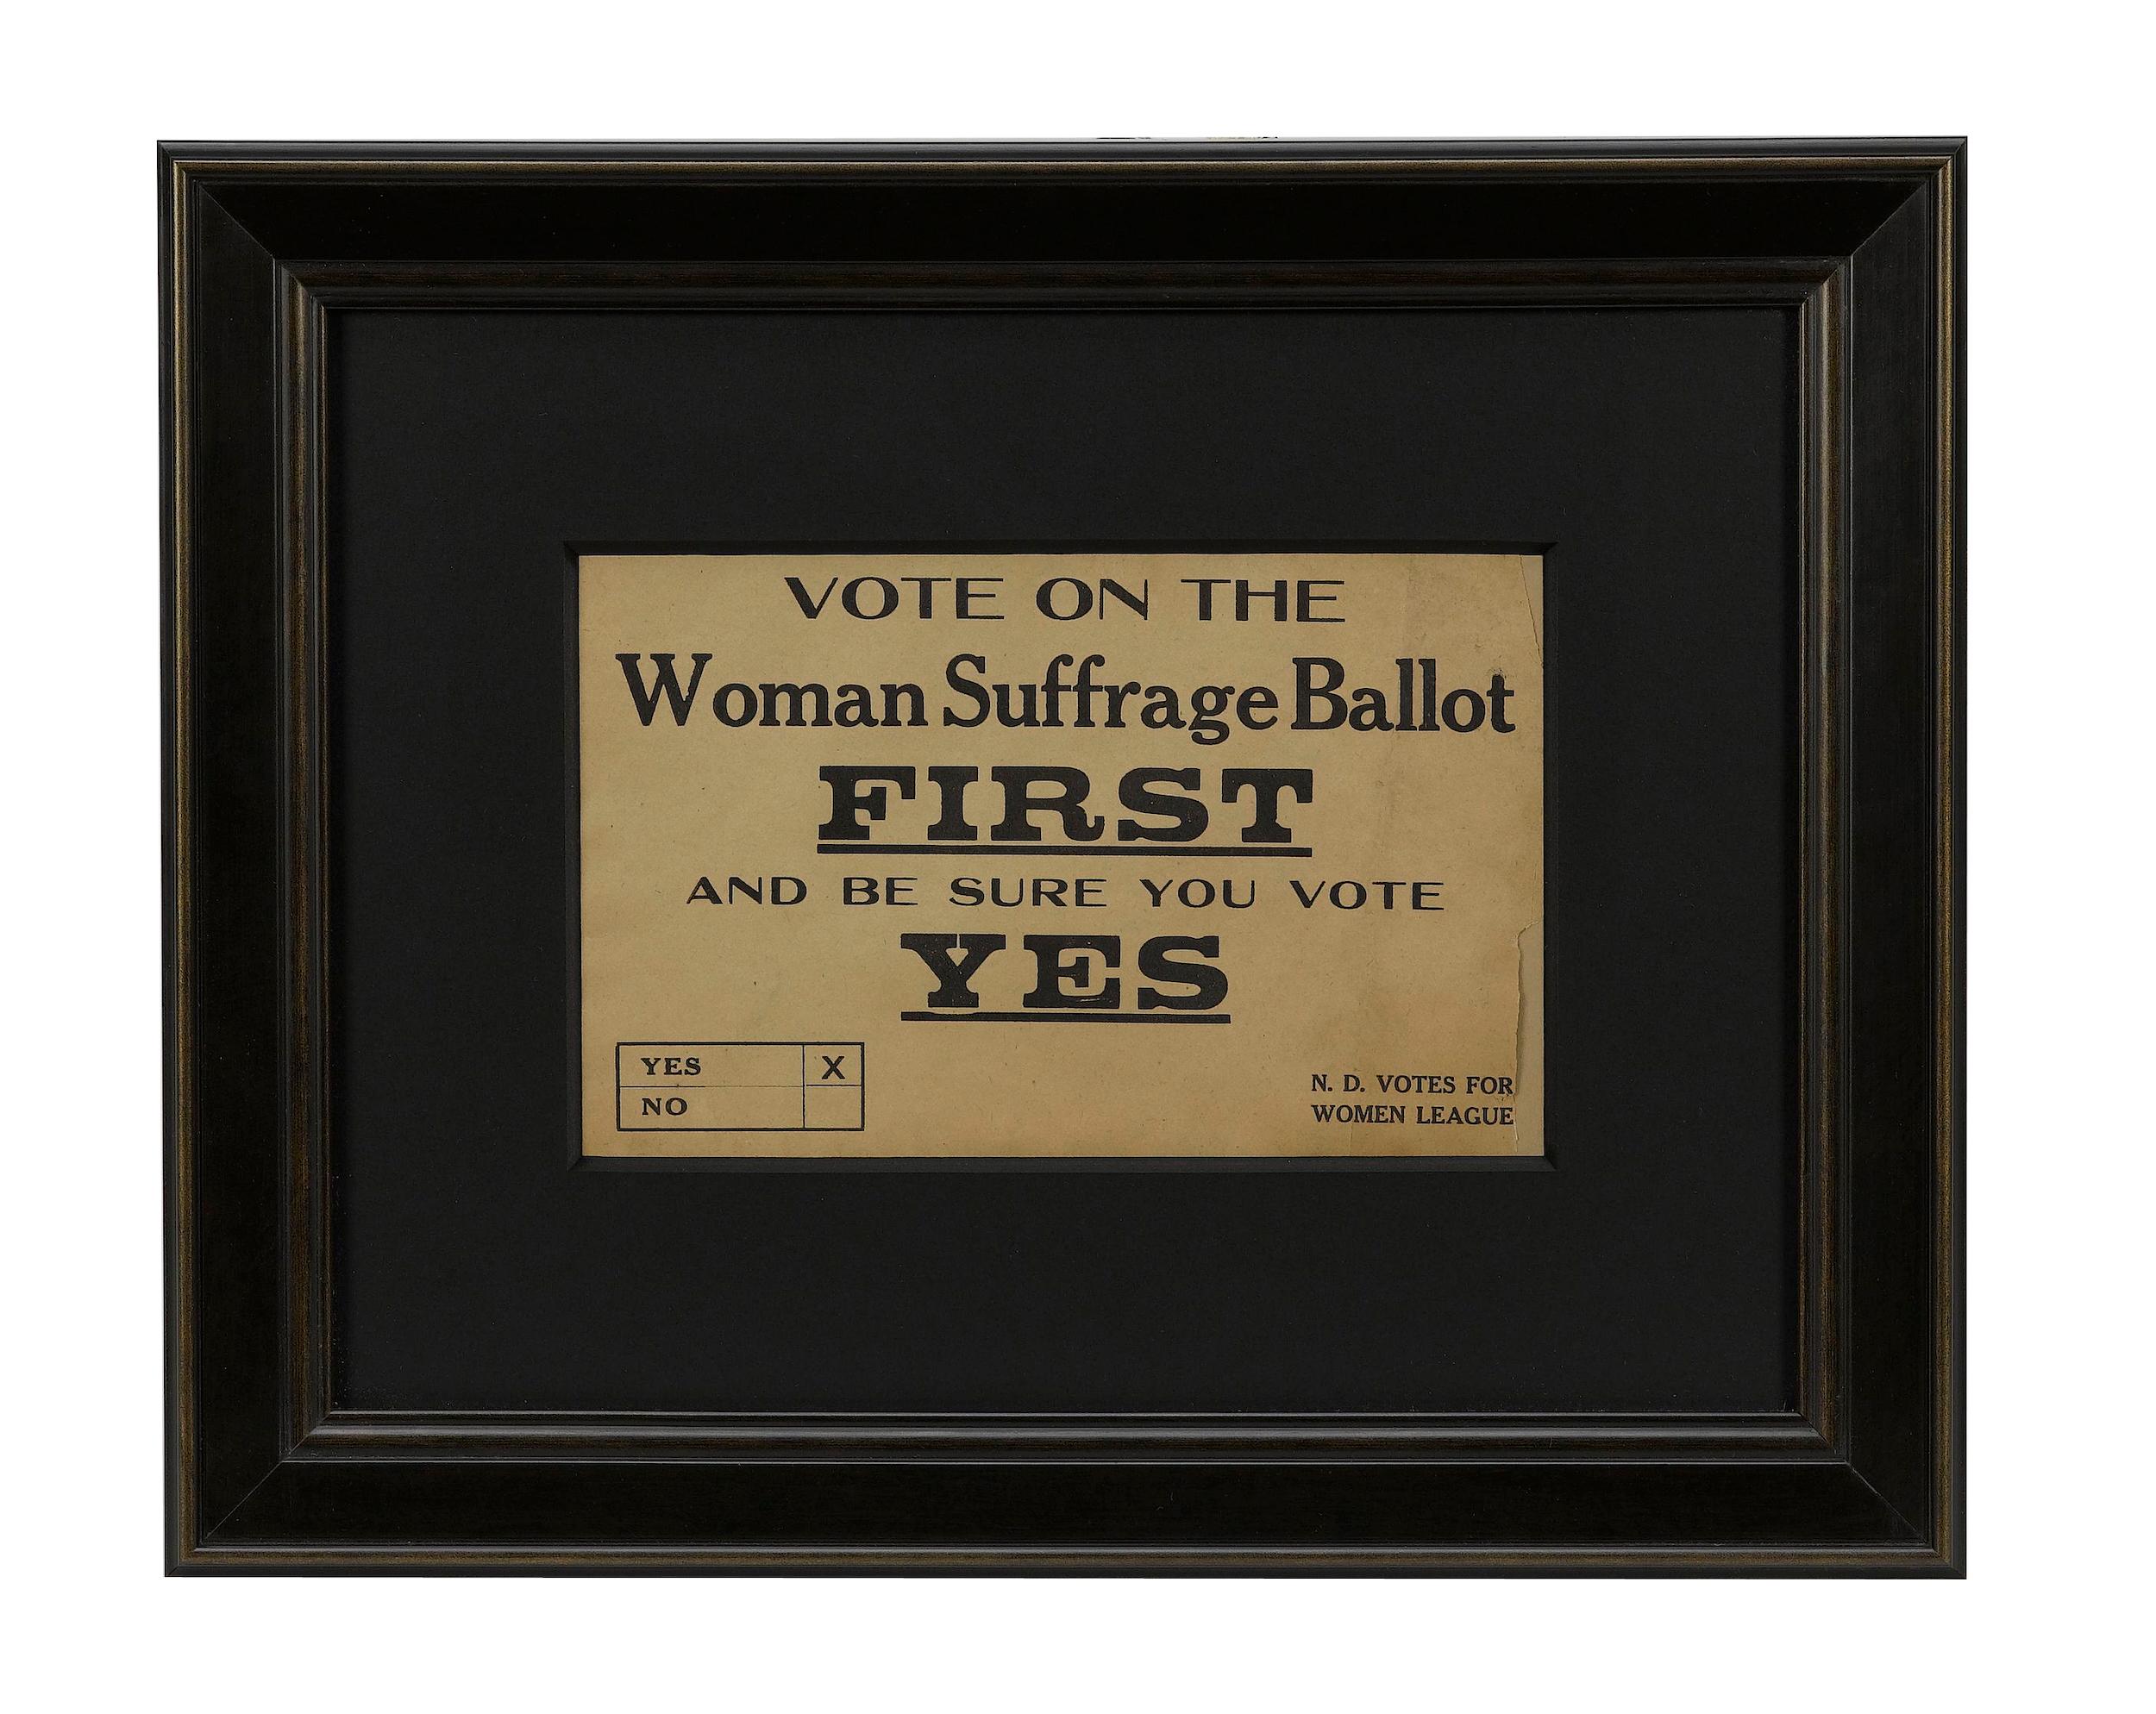 VOTE ON THE
Woman Suffrage Ballot
FIRST
AND BE SURE YOU VOTE
YES
YES X
NO
N. D. VOTES FOR
WOMEN LEAGUE